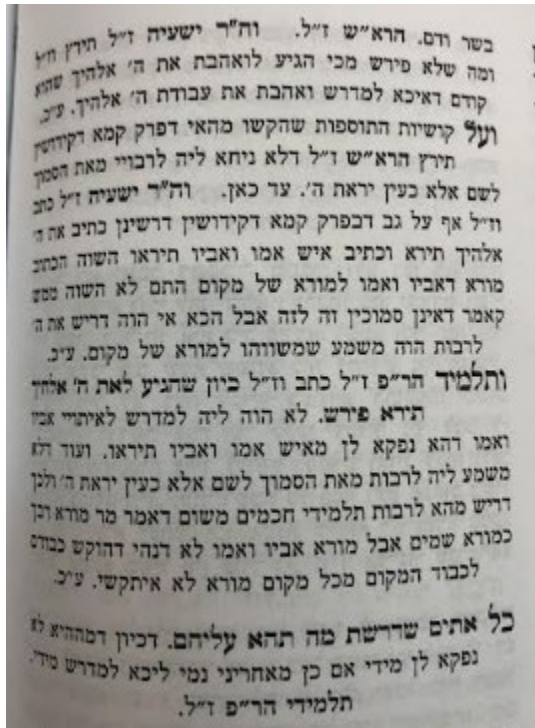 בשר ודם. הרא״ש ז״ל. וה״ר ישעיה ז״ל תירץ וז״ל
ומה שלא פירש מכי הגיע לואהבת את ה׳ אלהיך שהוא
קודם דאיכא למדרש ואהבת את עבודת ה׳ אלהיך. ע״כ.
ועל קושיות התוספות שהקשו מהאי דפרק קמא דקידושין
תירץ הרא״ש ז״ל דלא ניחא ליה לרבויי מאת הסמוך
לשם אלא כעין יראת ה׳. עד כאן. וה״ר ישעיה ז״ל כתב
וז״ל אף על גב דבפרק קמא דקידושין דרשינן כתיב את ה׳
אלהיך תירא וכתיב איש אמו ואביו תיראו השוה הכתוב
מורא דאביו ואמו למורא של מקום התם לא השוה ממש
קאמר דאינן סמוכין זה לזה אבל הכא אי הוה דריש את ה׳
לרבות הוה משמע שמשווהו למורא של מקום. ע״כ.
ותלמיד הר״פ ז״ל כתב וז״ל כיון שהגיע לאת ה׳ אלהיך
תירא פירש. לא הוה ליה למדרש לאיתויי אביו
ואמו דהא נפקא לן מאיש אמו ואביו תיראו. ועוד דלא
משמע ליה לרבות מאת הסמוך לשם אלא כעין יראת ה׳ ולכן
דריש מהא לרבות תלמידי חכמים משום דאמר מר מורא רבך
כמורא שמים אבל מורא אביו ואמו לא דנהי דהוקש כבודם
לכבוד המקום מכל מקום מורא לא איתקשי. ע״כ.
כל אתים שדרשת מה תהא עליהם. דכיון דמההיא לא
נפקא לן מידי אם כן מאחריני נמי ליכא למדרש מידי.
תלמידי הר״פ ז״ל.